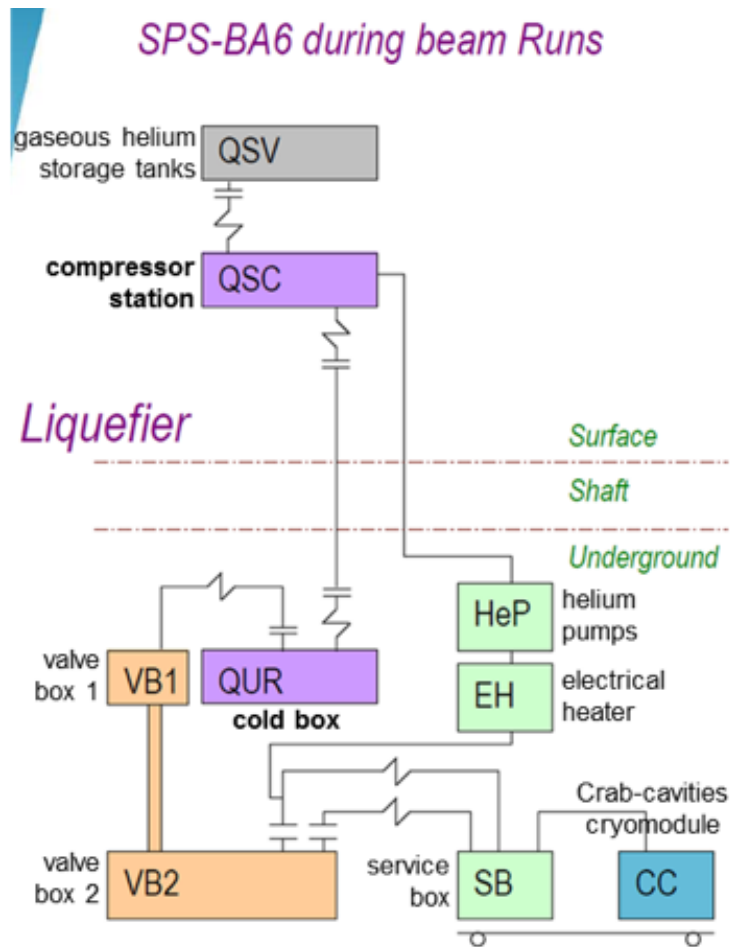 SPS-BA6 during beam Runs
gaseous helium
storage tanks
QSV
compressor
station
QSC
Liquefier
Surface
Shaft
Underground
HeP
helium
pumps
valve
box 1
VB1
QUR
cold box
EH
electrical
heater
Crab-cavities
cryomodule
valve
box 2
VB2
service
box
SB
CC